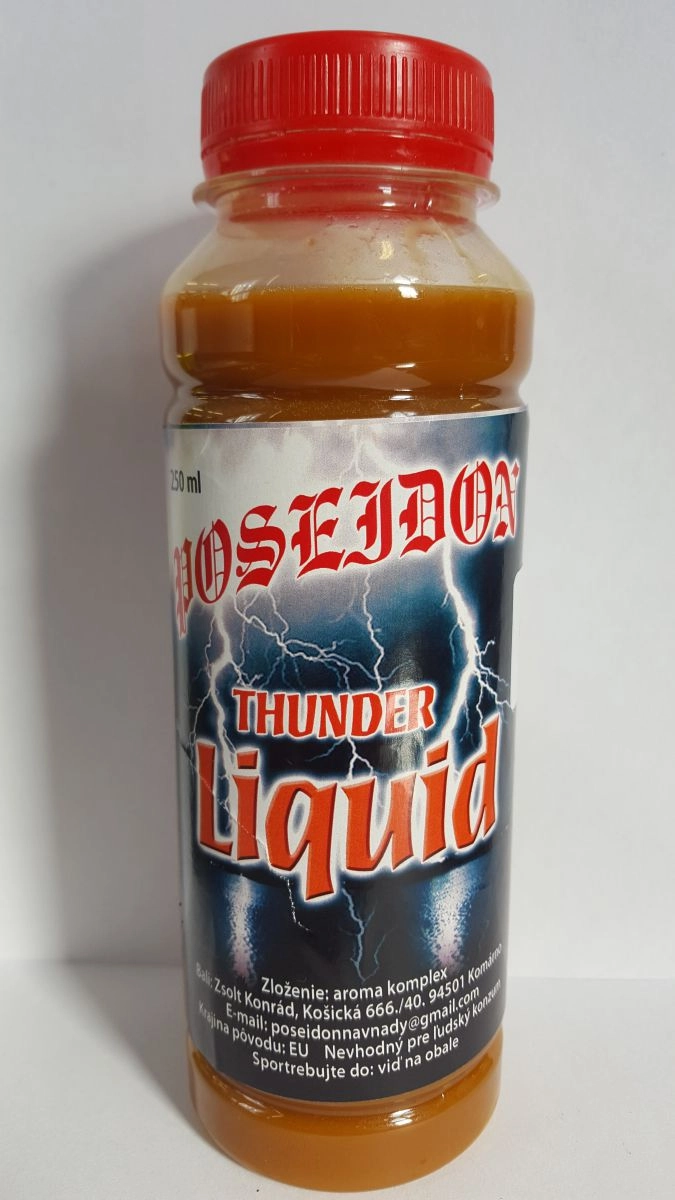 250 ml
POSEIDON
THUNDER
Liquid
Zloženie: aroma komplex
Balí: Zsolt Konrád, Košická 666./40. 94501 Komárno
E-mail: poseidonnavnady@gmail.com
Krajina pôvodu: EU Nevhodný pre ľudský konzum
Sportrebujte do: viď na obale